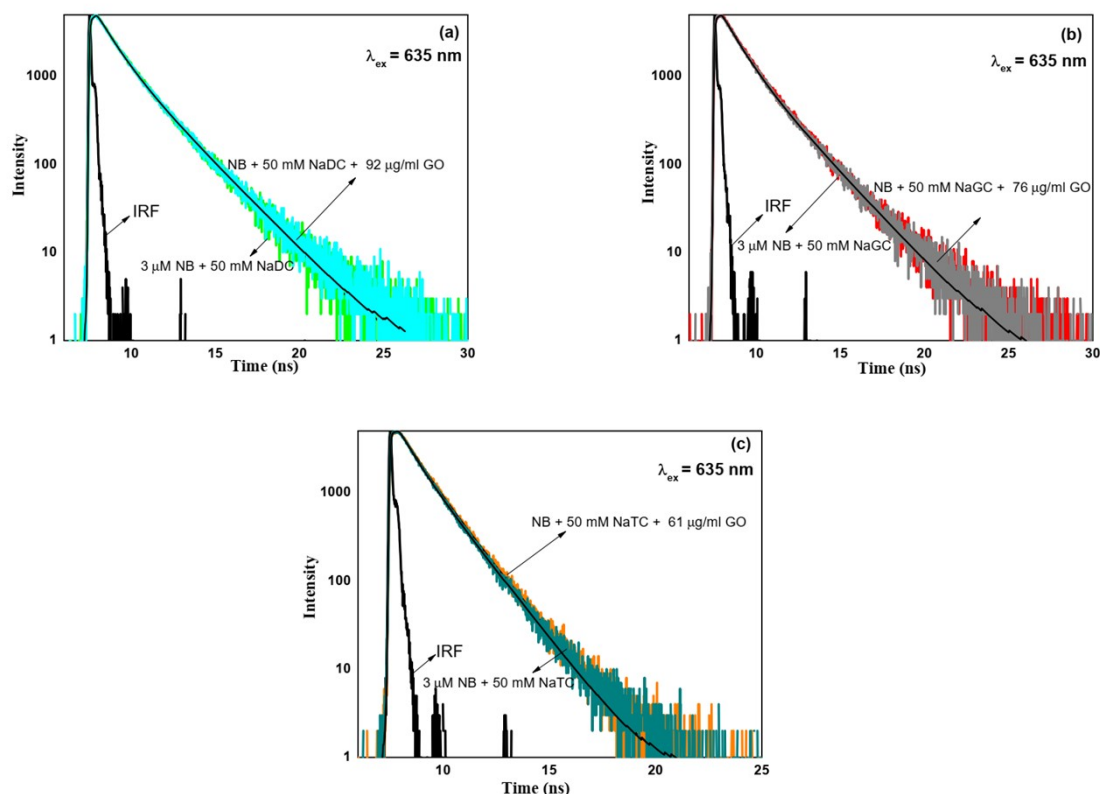 (a)
λex = 635 nm
1000
100
10
1
Intensity
NB + 50 mM NaDC + 92 μg/ml GO
IRF
3 μM NB + 50 mM NaDC
10 15 20 25 30
Time (ns)
(b)
λex = 635 nm
1000
100
10
1
Intensity
NB + 50 mM NaGC + 76 μg/ml GO
IRF
3 μM NB + 50 mM NaGC
10 15 20 25 30
Time (ns)
(c)
λex = 635 nm
1000
100
10
1
Intensity
NB + 50 mM NaTC + 61 μg/ml GO
IRF
3 μM NB + 50 mM NaTC
10 15 20 25
Time (ns)